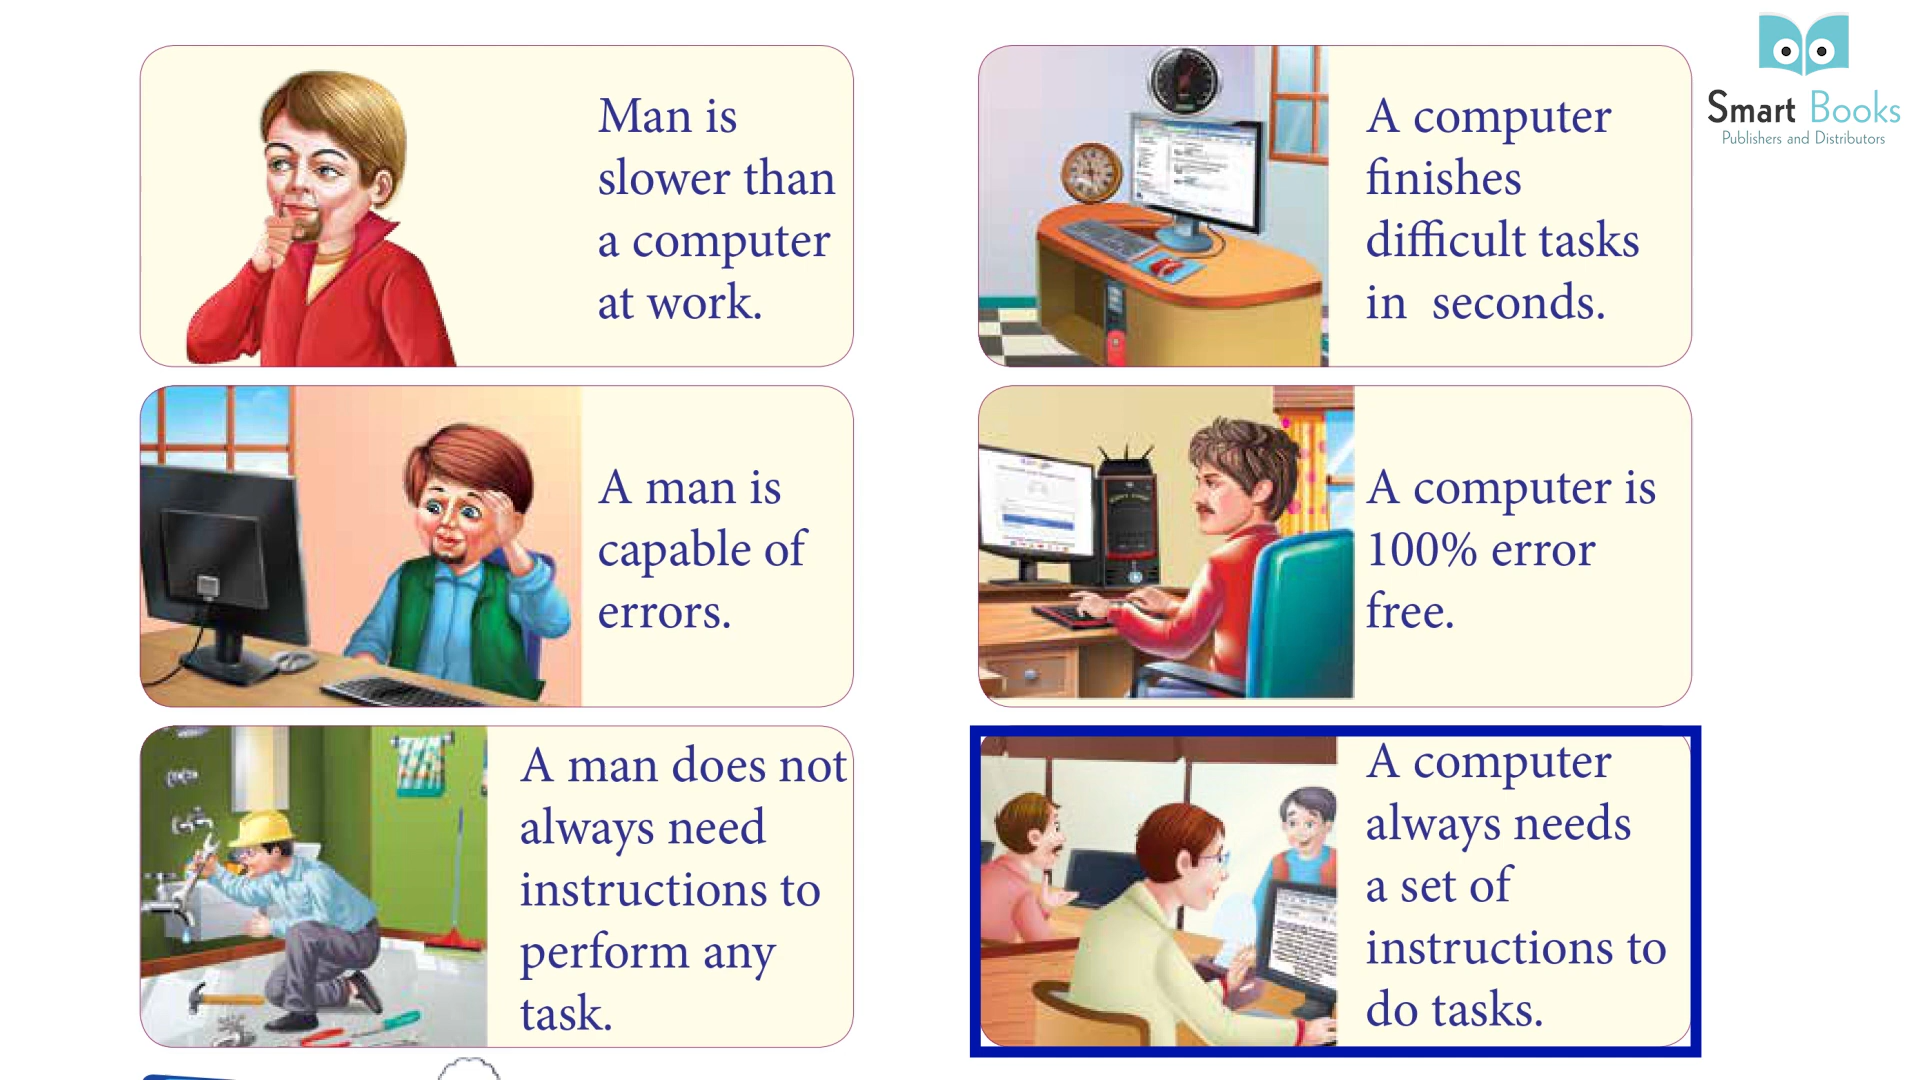 Man is
slower than
a computer
at work.
A computer
finishes
difficult tasks
in seconds.
Smart Books
Publishers and Distributors
A man is
capable of
errors.
A computer is
100% error
free.
A man does not
always need
instructions to
perform any
task.
A computer
always needs
a set of
instructions to
do tasks.